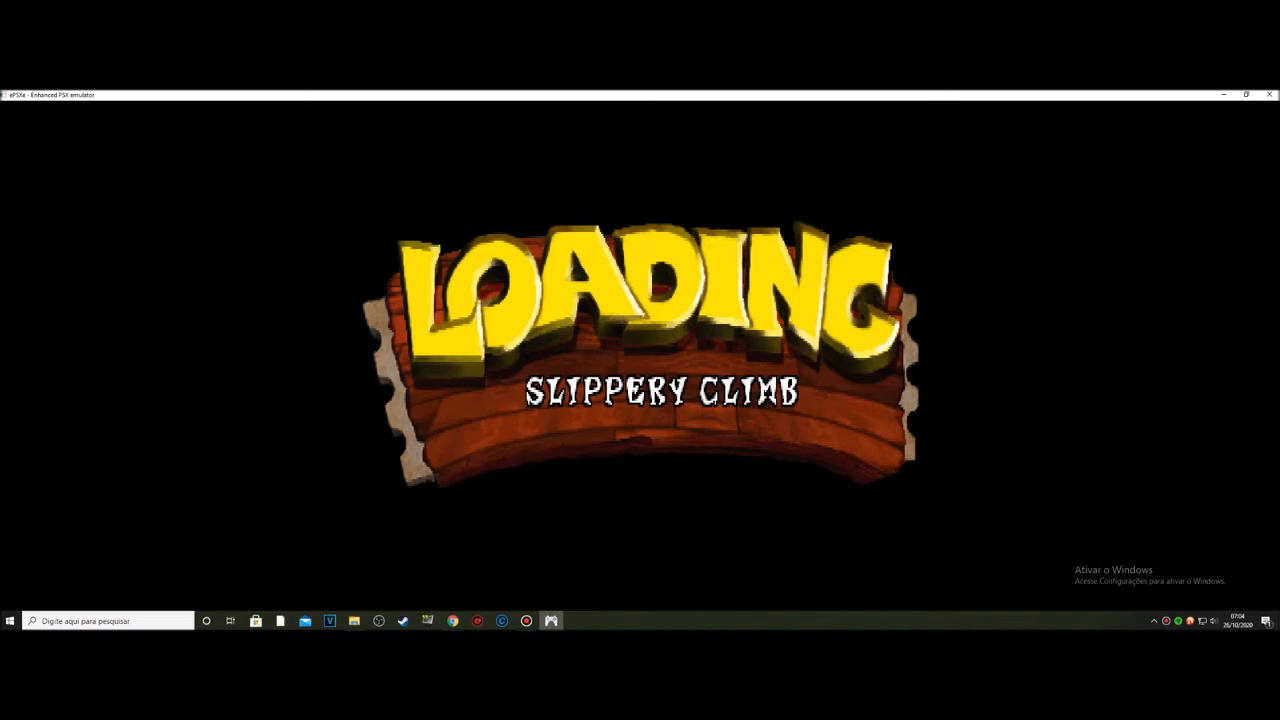 ePSXe - Enhanced PSX emulator
LOADING
SLIPPERY CLIMB
Ativar o Windows
Acesse Configurações para ativar o Windows.
Digite aqui para pesquisar
07:04
26/10/2020